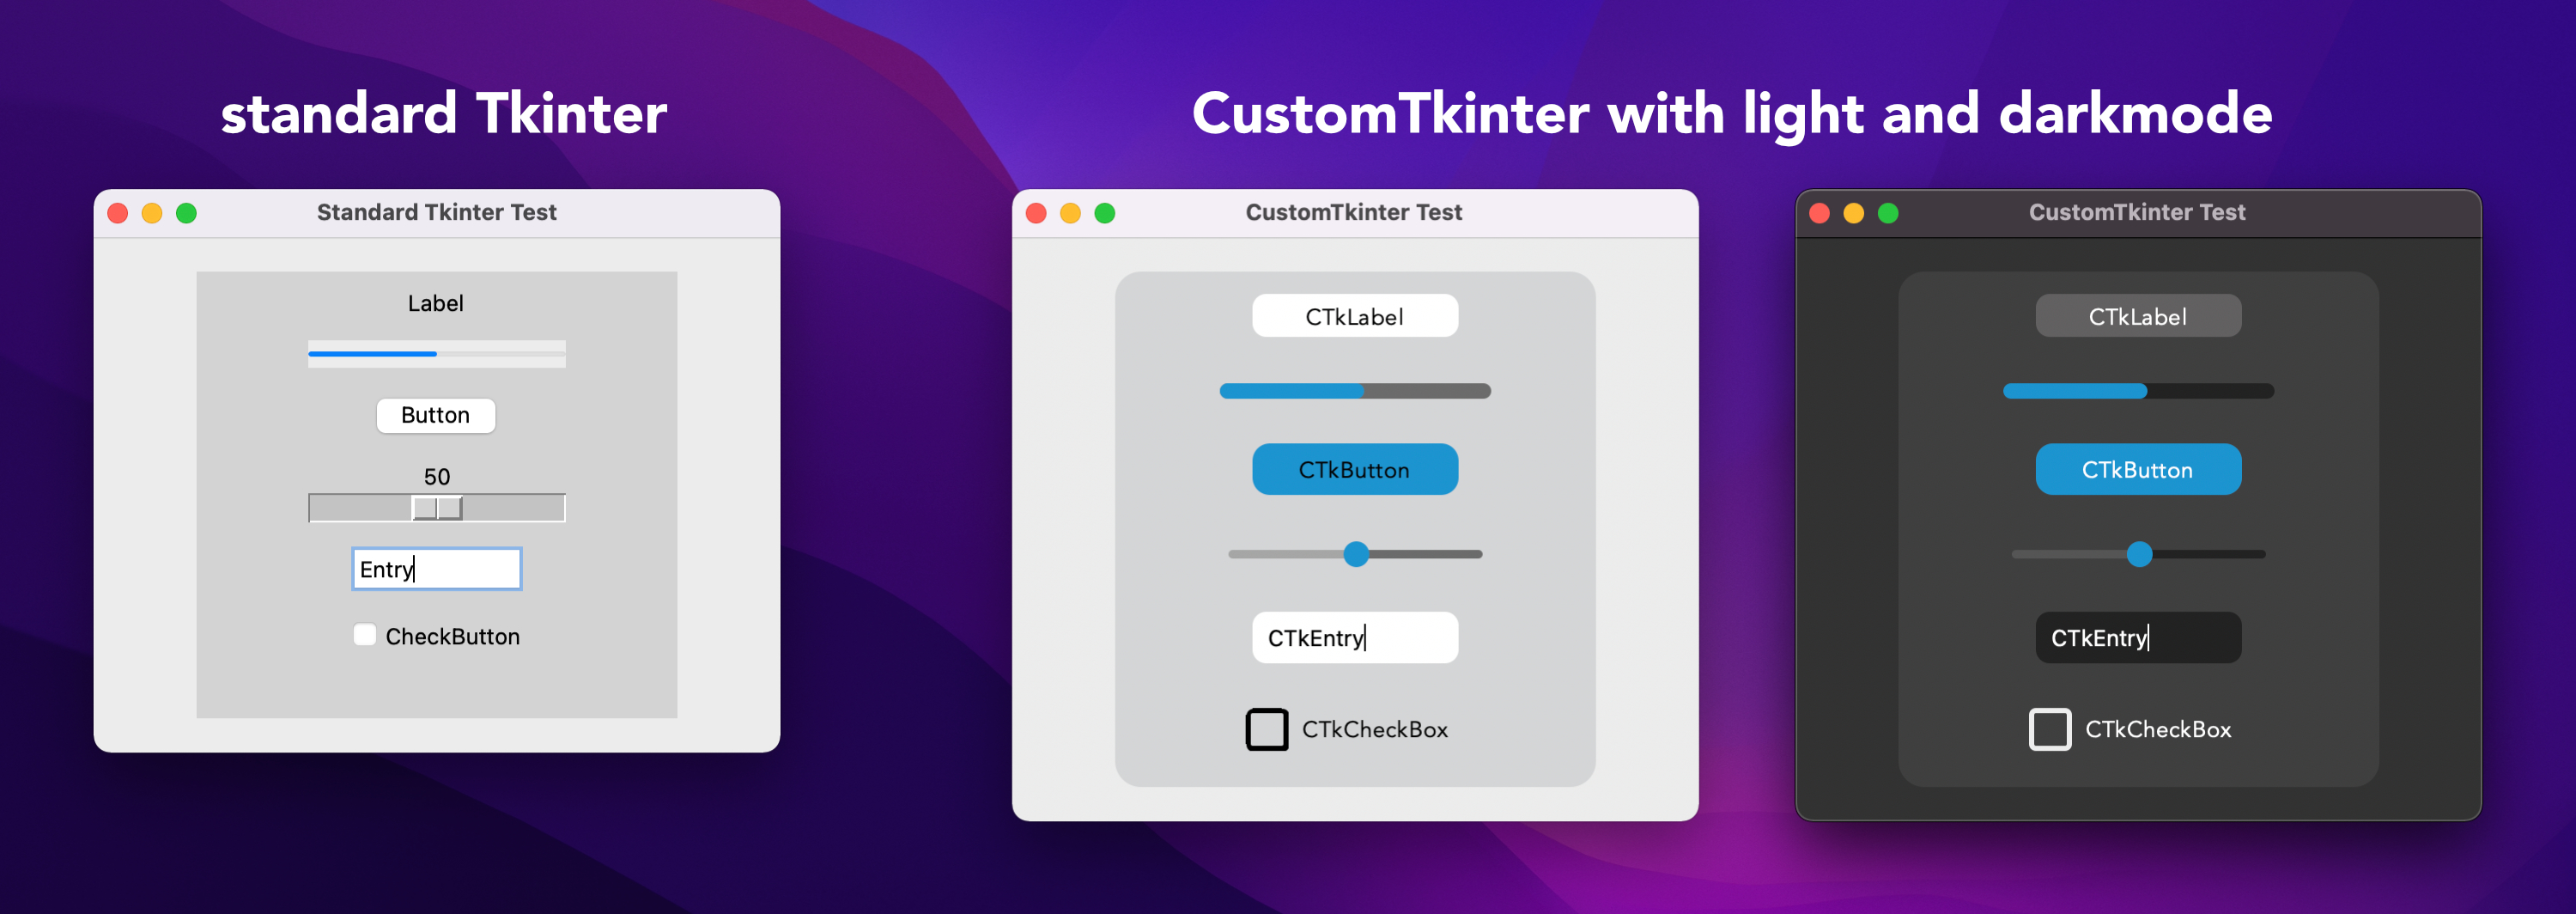 standard Tkinter
CustomTkinter with light and darkmode
Standard Tkinter Test
Label
Button
50
Entry
CheckButton
CustomTkinter Test
CTkLabel
CTkButton
CTkEntry
CTkCheckBox
CustomTkinter Test
CTkLabel
CTkButton
CTkEntry
CTkCheckBox